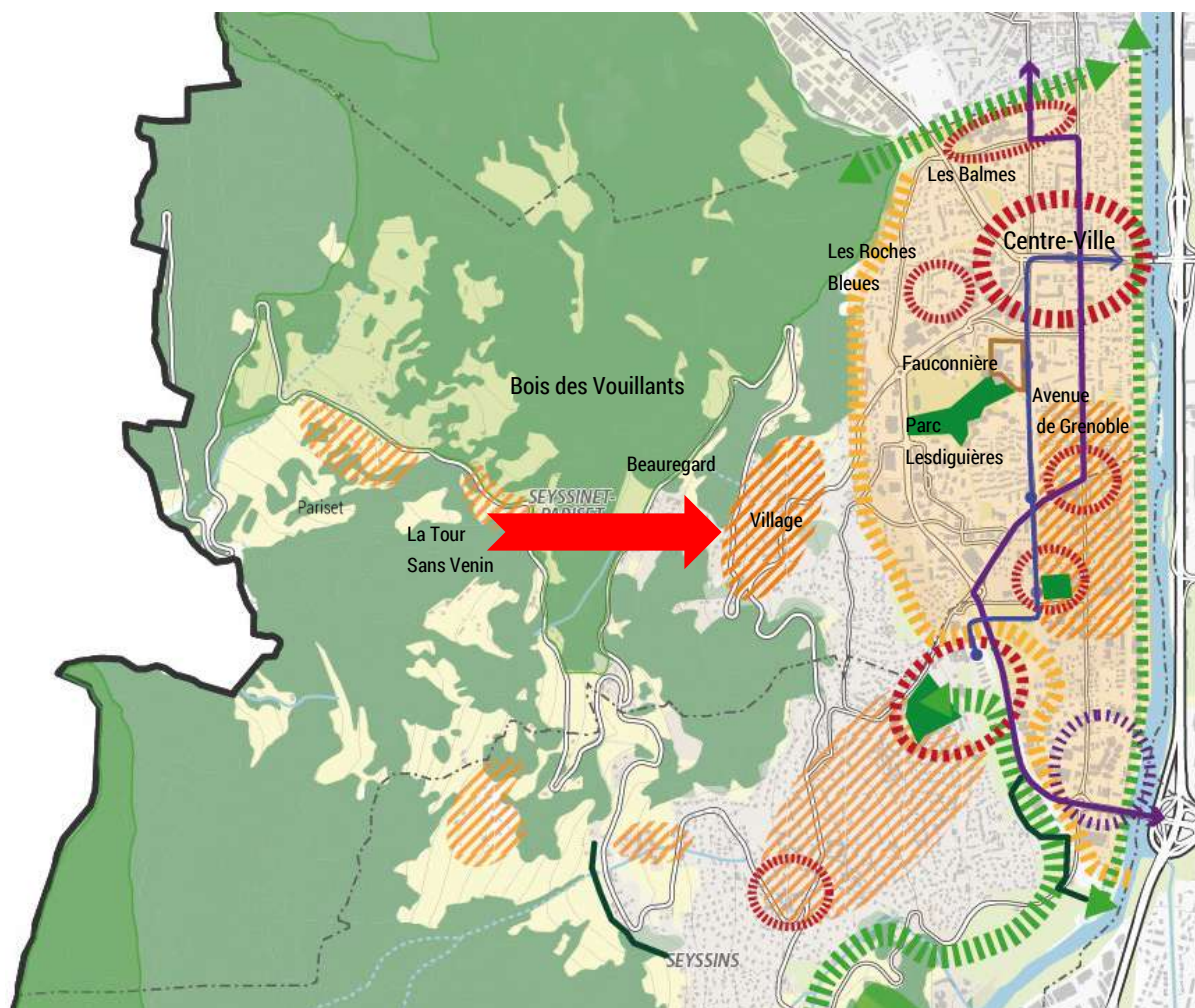 Les Balmes
Centre-Ville
Les Roches
Bleues
Fauconnière
Bois des Vouillants
Avenue
de Grenoble
Parc
Lesdiguières
Beauregard
SEYSSINET-
PARISET
Pariset
Village
La Tour
Sans Venin
SEYSSINS